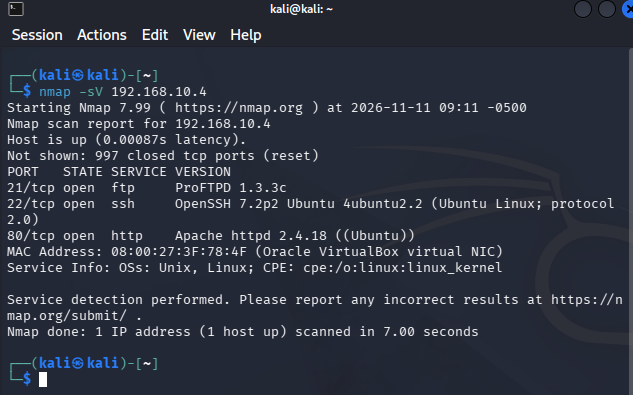 kali@kali: ~
Session Actions Edit View Help
┌──(kali㉿kali)-[~]
└─$ nmap -sV 192.168.10.4
Starting Nmap 7.99 ( https://nmap.org ) at 2026-11-11 09:11 -0500
Nmap scan report for 192.168.10.4
Host is up (0.00087s latency).
Not shown: 997 closed tcp ports (reset)
PORT   STATE SERVICE VERSION
21/tcp open  ftp     ProFTPD 1.3.3c
22/tcp open  ssh     OpenSSH 7.2p2 Ubuntu 4ubuntu2.2 (Ubuntu Linux; protocol
2.0)
80/tcp open  http    Apache httpd 2.4.18 ((Ubuntu))
MAC Address: 08:00:27:3F:78:4F (Oracle VirtualBox virtual NIC)
Service Info: OSs: Unix, Linux; CPE: cpe:/o:linux:linux_kernel
Service detection performed. Please report any incorrect results at https://n
map.org/submit/ .
Nmap done: 1 IP address (1 host up) scanned in 7.00 seconds
┌──(kali㉿kali)-[~]
└─$